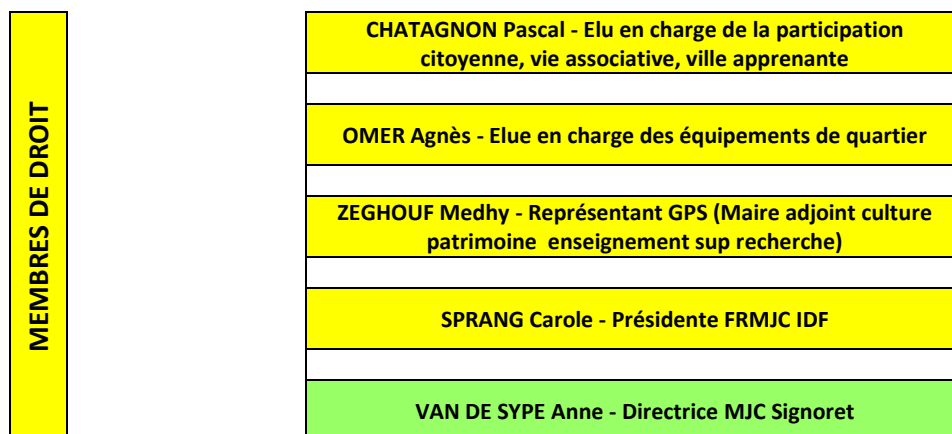 MEMBRES DE DROIT
CHATAGNON Pascal - Elu en charge de la participation
citoyenne, vie associative, ville apprenante
OMER Agnès - Elue en charge des équipements de quartier
ZEGHOUF Medhy - Représentant GPS (Maire adjoint culture
patrimoine  enseignement sup recherche)
SPRANG Carole - Présidente FRMJC IDF
VAN DE SYPE Anne - Directrice MJC Signoret